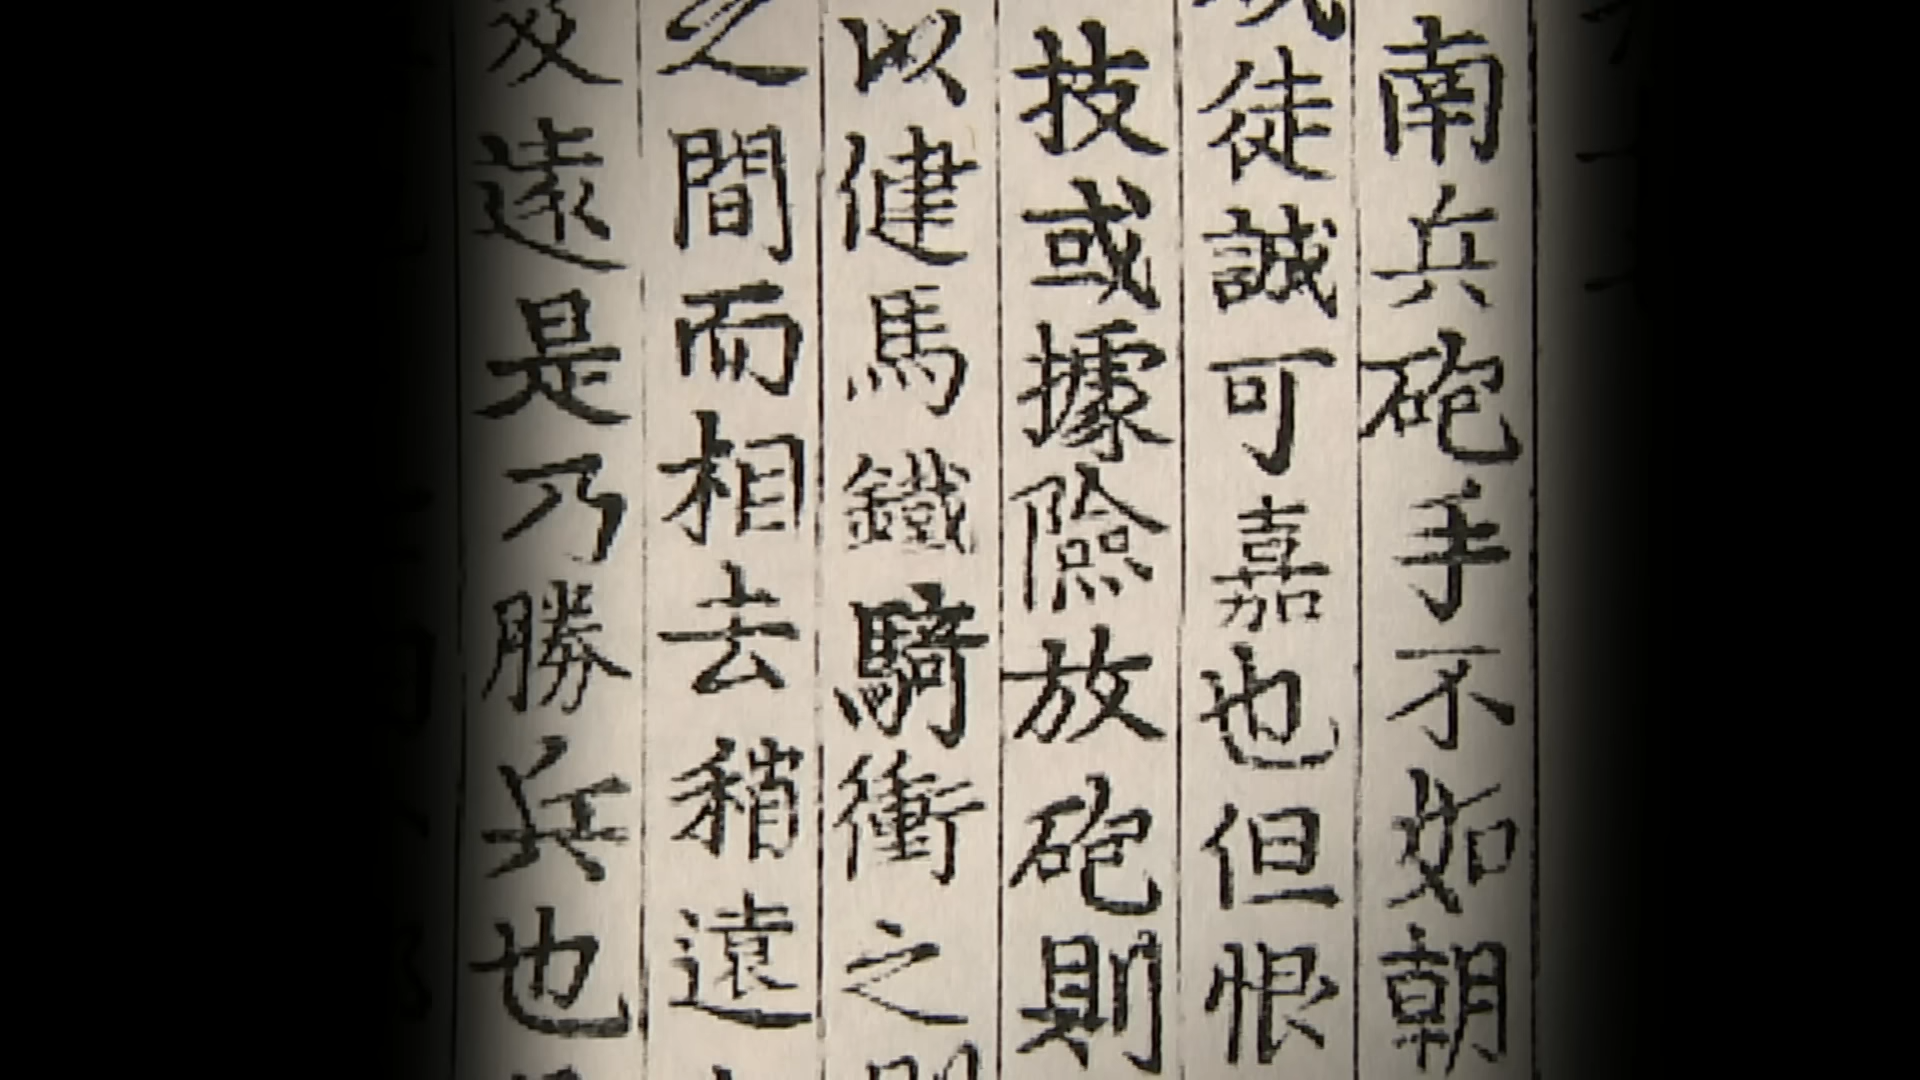 南兵砲手不如朝
徒誠可嘉也但恨
技或據險放砲則
以健馬鐵騎衝之
之間而相去稍遠
及遠是乃勝兵也